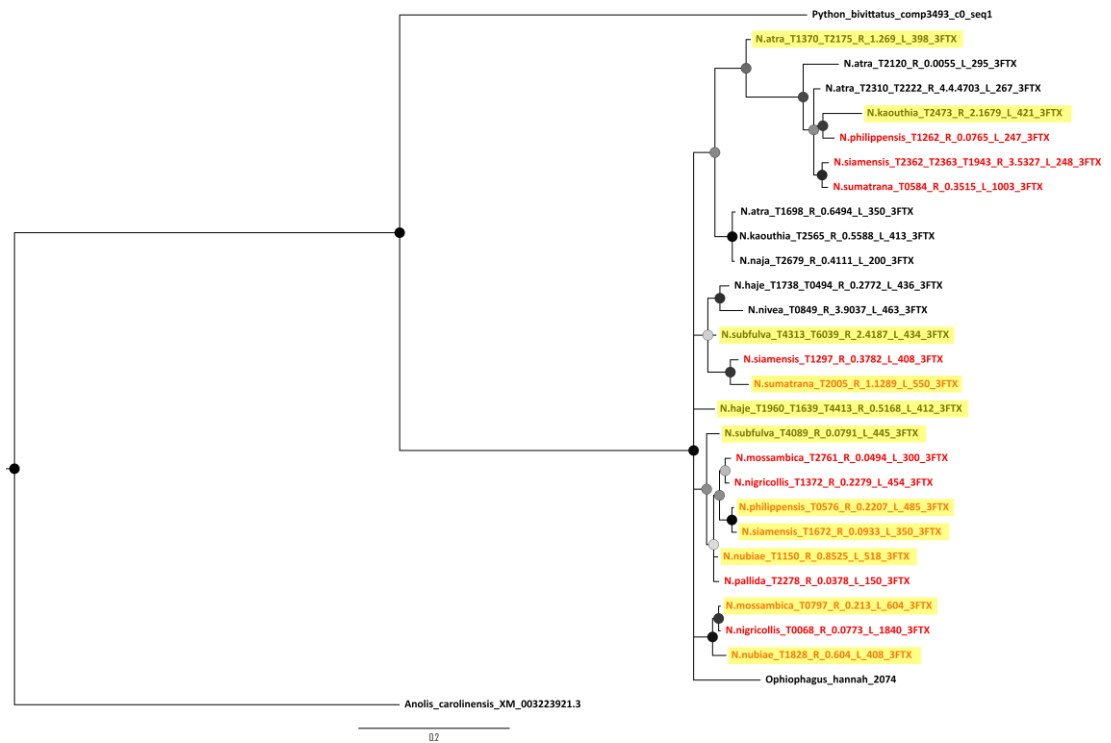 Python_bivittatus_comp3493_c0_seq1
N.atra_T1370_T2175_R_1.269_L_398_3FTX
N.atra_T2120_R_0.0055_L_295_3FTX
N.atra_T2310_T2222_R_4.4.4703_L_267_3FTX
N.kaouthia_T2473_R_2.1679_L_421_3FTX
N.philippensis_T1262_R_0.0765_L_247_3FTX
N.siamensis_T2362_T2363_T1943_R_3.5327_L_248_3FTX
N.sumatrana_T0584_R_0.3515_L_1003_3FTX
N.atra_T1698_R_0.6494_L_350_3FTX
N.kaouthia_T2565_R_0.5588_L_413_3FTX
N.naja_T2679_R_0.4111_L_200_3FTX
N.haje_T1738_T0494_R_0.2772_L_436_3FTX
N.nivea_T0849_R_3.9037_L_463_3FTX
N.subfulva_T4313_T6039_R_2.4187_L_434_3FTX
N.siamensis_T1297_R_0.3782_L_408_3FTX
N.sumatrana_T2005_R_1.1289_L_550_3FTX
N.haje_T1960_T1639_T4413_R_0.5168_L_412_3FTX
N.subfulva_T4089_R_0.0791_L_445_3FTX
N.mossambica_T2761_R_0.0494_L_300_3FTX
N.nigricollis_T1372_R_0.2279_L_454_3FTX
N.philippensis_T0576_R_0.2207_L_485_3FTX
N.siamensis_T1672_R_0.0933_L_350_3FTX
N.nubiae_T1150_R_0.8525_L_518_3FTX
N.pallida_T2278_R_0.0378_L_150_3FTX
N.mossambica_T0797_R_0.213_L_604_3FTX
N.nigricollis_T0068_R_0.0773_L_1840_3FTX
N.nubiae_T1828_R_0.604_L_408_3FTX
Ophiophagus_hannah_2074
Anolis_carolinensis_XM_003223921.3
0.2